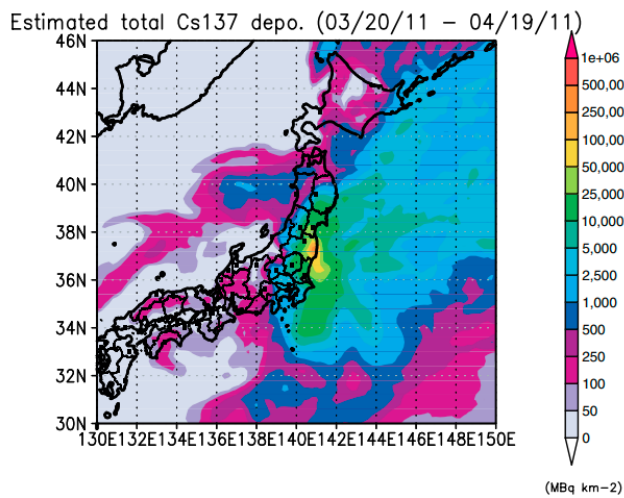 Estimated total Cs137 depo. (03/20/11 – 04/19/11)
46N
44N
42N
40N
38N
36N
34N
32N
30N
130E132E134E136E138E140E142E144E146E148E150E
1e+06
500,00
250,00
100,00
50,000
25,000
10,000
5,000
2,500
1,000
500
250
100
50
0
(MBq km-2)